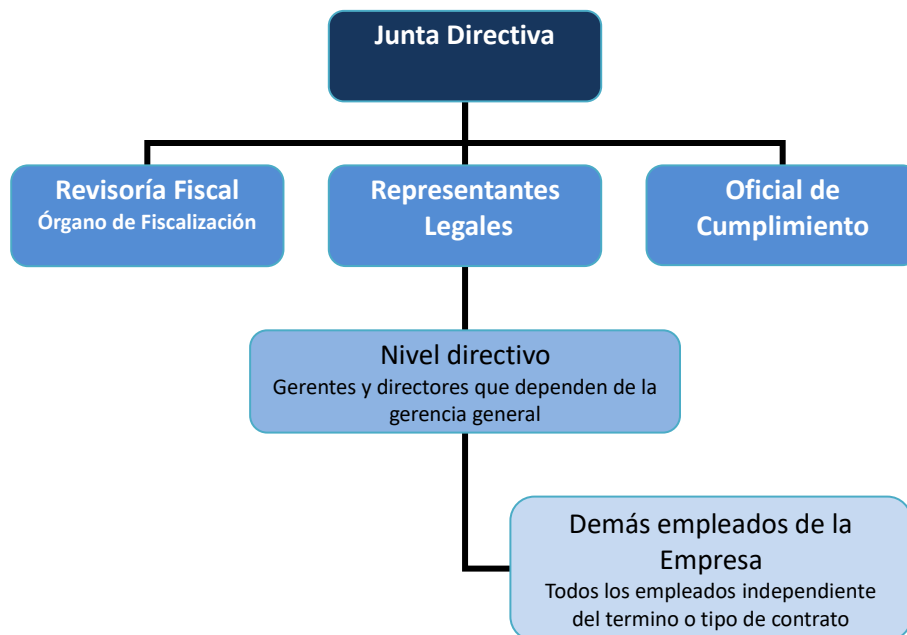 Junta Directiva
Revisoría Fiscal
Órgano de Fiscalización
Representantes
Legales
Oficial de
Cumplimiento
Nivel directivo
Gerentes y directores que dependen de la
gerencia general
Demás empleados de la
Empresa
Todos los empleados independiente
del termino o tipo de contrato